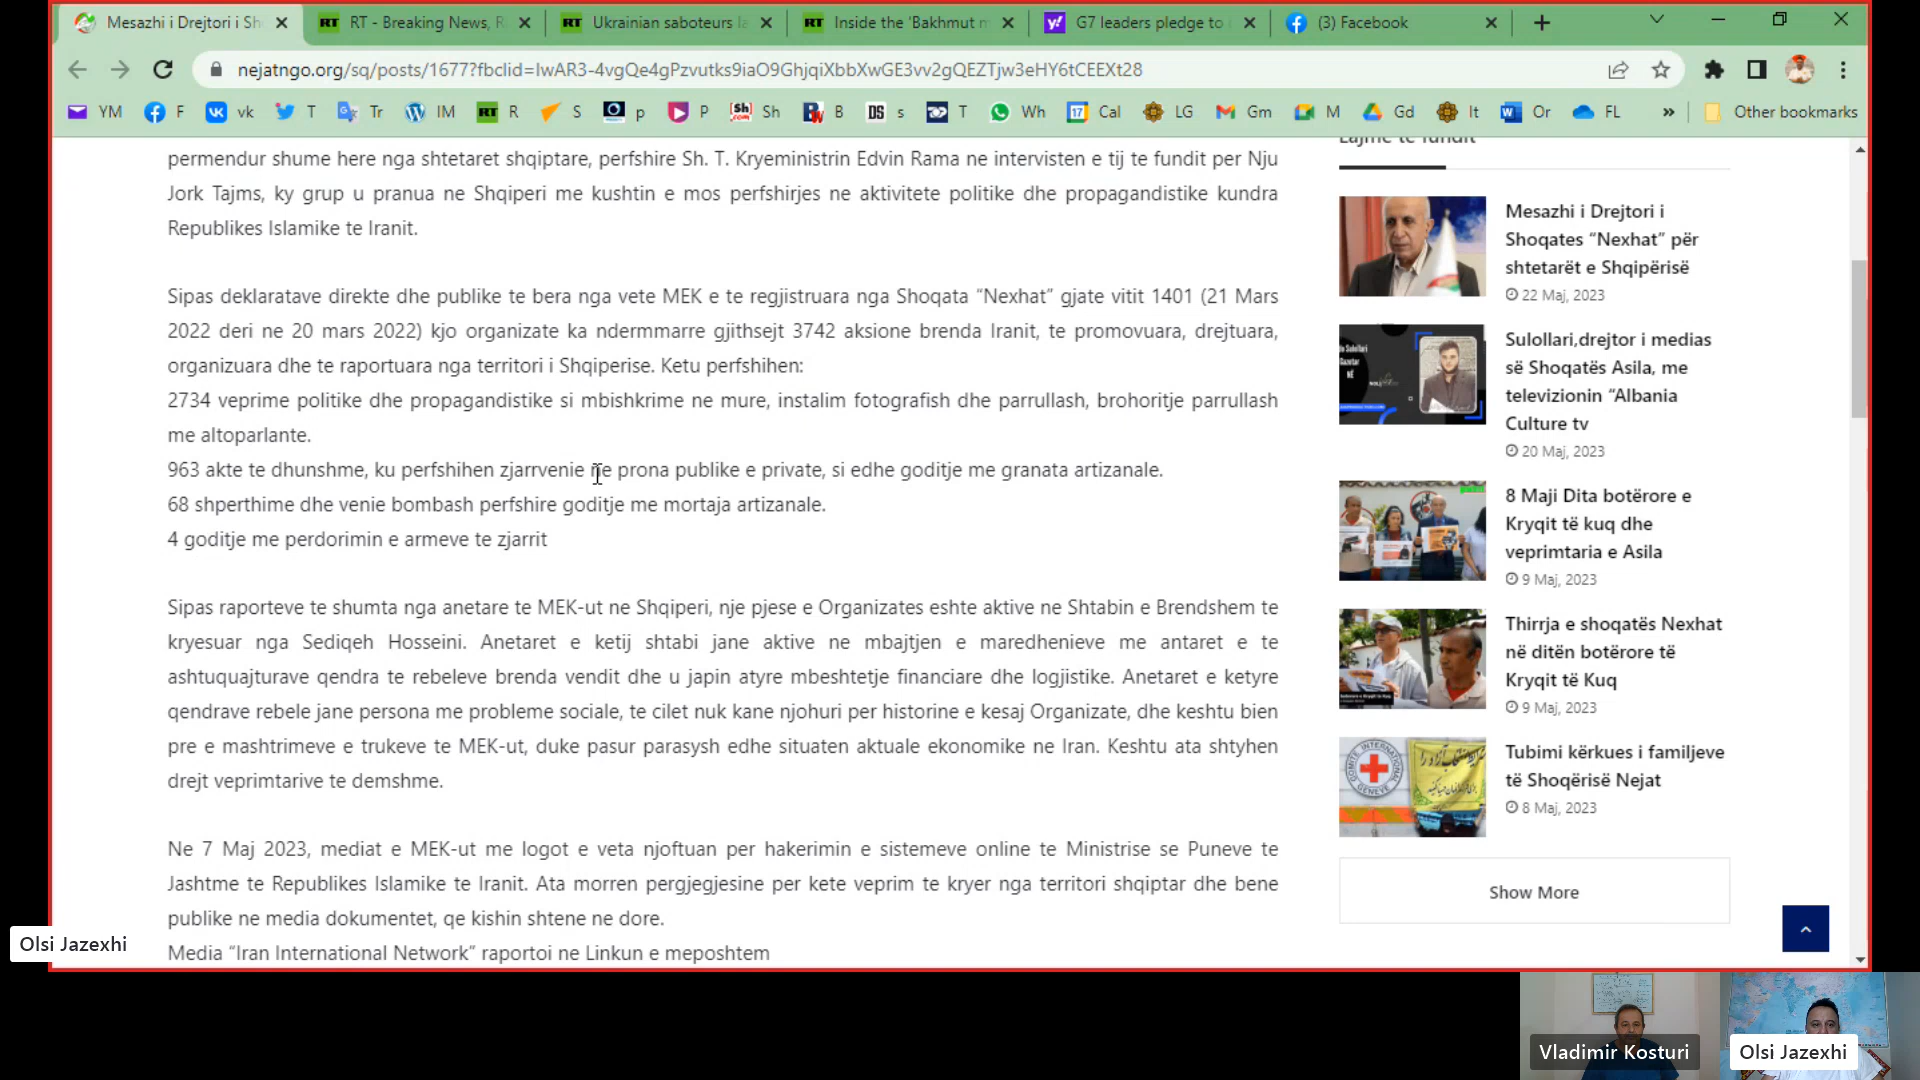 Mesazhi i Drejtori i Sh
RT - Breaking News, R
Ukrainian saboteurs la
Inside the 'Bakhmut m
G7 leaders pledge to
(3) Facebook
nejatngo.org/sq/posts/1677?fbclid=IwAR3-4vgQe4gPzvutks9iaO9GhjqiXbbXwGE3vv2gQEZTjw3eHY6tCEEXt28
YM F vk T Tr IM R S p P Sh B s T Wh Cal LG Gm M Gd It Or FL » Other bookmarks
permendur shume here nga shtetaret shqiptare, perfshire Sh. T. Kryeministrin Edvin Rama ne intervisten e tij te fundit per Nju
Jork Tajms, ky grup u pranua ne Shqiperi me kushtin e mos perfshirjes ne aktivitete politike dhe propagandistike kundra
Republikes Islamike te Iranit.
Sipas deklaratave direkte dhe publike te bera nga vete MEK e te regjistruara nga Shoqata “Nexhat” gjate vitit 1401 (21 Mars
2022 deri ne 20 mars 2022) kjo organizate ka ndermmarre gjithsejt 3742 aksione brenda Iranit, te promovuara, drejtuara,
organizuara dhe te raportuara nga territori i Shqiperise. Ketu perfshihen:
2734 veprime politike dhe propagandistike si mbishkrime ne mure, instalim fotografish dhe parrullash, brohoritje parrullash
me altoparlante.
963 akte te dhunshme, ku perfshihen zjarrvenie ne prona publike e private, si edhe goditje me granata artizanale.
68 shperthime dhe venie bombash perfshire goditje me mortaja artizanale.
4 goditje me perdorimin e armeve te zjarrit
Sipas raporteve te shumta nga anetare te MEK-ut ne Shqiperi, nje pjese e Organizates eshte aktive ne Shtabin e Brendshem te
kryesuar nga Sediqeh Hosseini. Anetaret e ketij shtabi jane aktive ne mbajtjen e maredhenieve me antaret e te
ashtuquajturave qendra te rebeleve brenda vendit dhe u japin atyre mbeshtetje financiare dhe logjistike. Anetaret e ketyre
qendrave rebele jane persona me probleme sociale, te cilet nuk kane njohuri per historine e kesaj Organizate, dhe keshtu bien
pre e mashtrimeve e trukeve te MEK-ut, duke pasur parasysh edhe situaten aktuale ekonomike ne Iran. Keshtu ata shtyhen
drejt veprimtarive te demshme.
Ne 7 Maj 2023, mediat e MEK-ut me logot e veta njoftuan per hakerimin e sistemeve online te Ministrise se Puneve te
Jashtme te Republikes Islamike te Iranit. Ata morren pergjegjesine per kete veprim te kryer nga territori shqiptar dhe bene
publike ne media dokumentet, qe kishin shtene ne dore.
Media “Iran International Network” raportoi ne Linkun e meposhtem
Lajme të fundit
Mesazhi i Drejtori i
Shoqates “Nexhat” për
shtetarët e Shqipërisë
22 Maj, 2023
Sulollari,drejtor i medias
së Shoqatës Asila, me
televizionin “Albania
Culture tv
20 Maj, 2023
8 Maji Dita botërore e
Kryqit të kuq dhe
veprimtaria e Asila
9 Maj, 2023
Thirrja e shoqatës Nexhat
në ditën botërore të
Kryqit të Kuq
9 Maj, 2023
COMITE INTERNATIONAL
GENEVE
Tubimi kërkues i familjeve
të Shoqërisë Nejat
8 Maj, 2023
Show More
Olsi Jazexhi
Vladimir Kosturi
Olsi Jazexhi